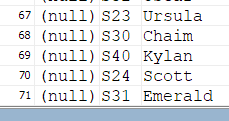 67 (null) S23 Ursula
68 (null) S30 Chaim
69 (null) S40 Kylan
70 (null) S24 Scott
71 (null) S31 Emerald